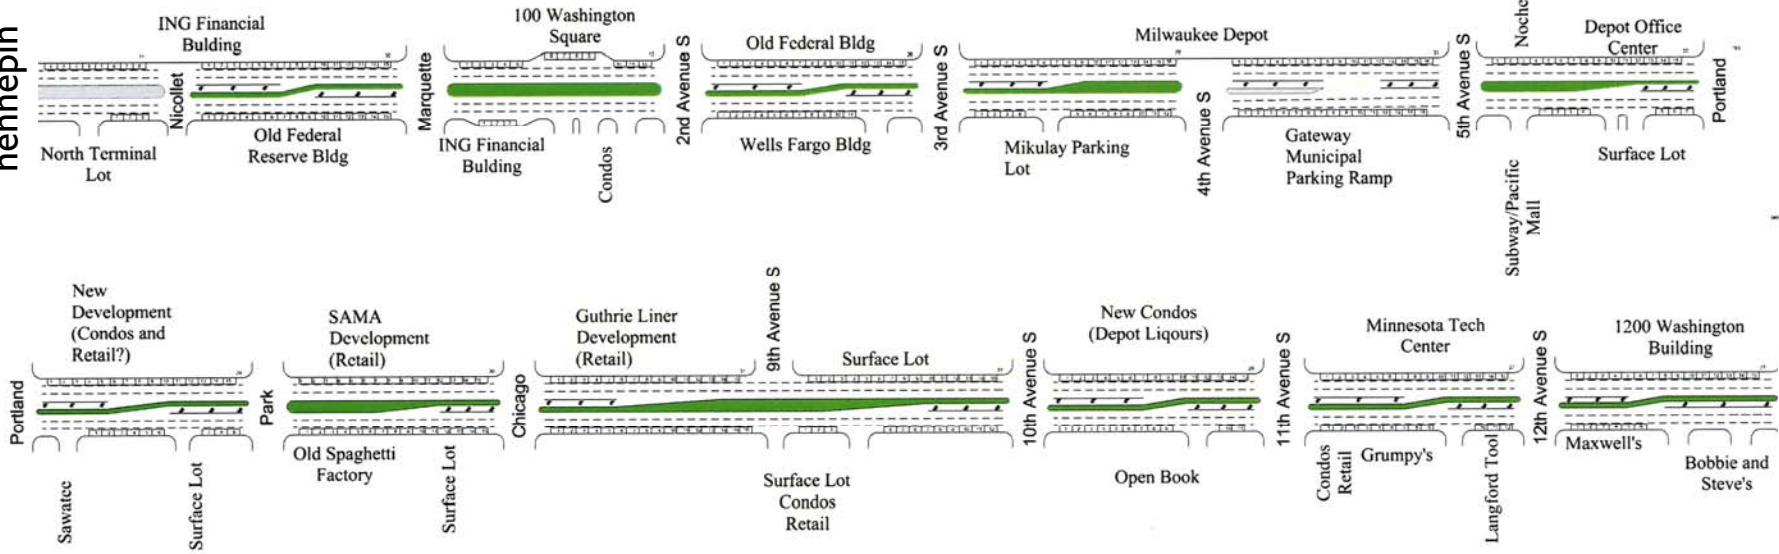 hennepin
ING Financial
Bulding
Nicollet
Marquette
100 Washington
Square
2nd Avenue S
Old Federal Bldg
3rd Avenue S
Milwaukee Depot
5th Avenue S
Noche
Depot Office
Center
Portland
North Terminal
Lot
Old Federal
Reserve Bldg
ING Financial
Bulding
Condos
Wells Fargo Bldg
Mikulay Parking
Lot
4th Avenue S
Gateway
Municipal
Parking Ramp
Subway/Pacific
Mall
Surface Lot
Portland
New
Development
(Condos and
Retail?)
Park
SAMA
Development
(Retail)
Chicago
Guthrie Liner
Development
(Retail)
9th Avenue S
Surface Lot
10th Avenue S
New Condos
(Depot Liqours)
11th Avenue S
Minnesota Tech
Center
12th Avenue S
1200 Washington
Building
Sawatec
Surface Lot
Old Spaghetti
Factory
Surface Lot
Surface Lot
Condos
Retail
Open Book
Condos
Retail
Grumpy's
Langford Tool
Maxwell's
Bobbie and
Steve's